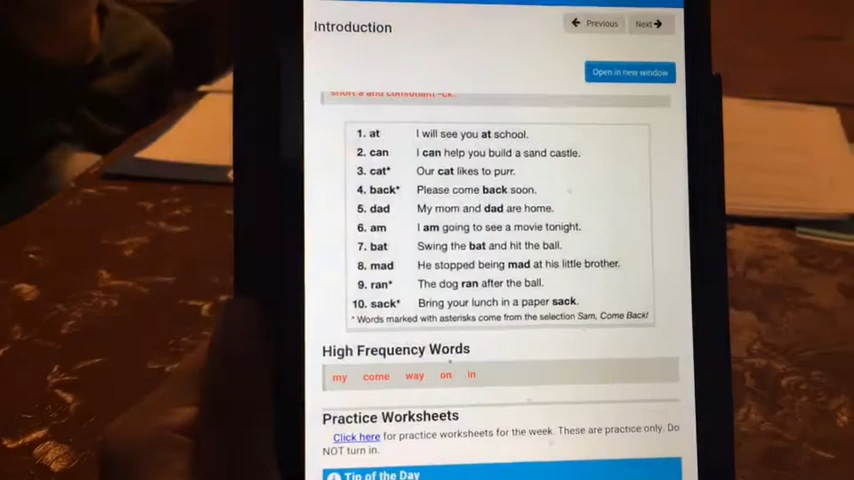 Introduction
Previous
Next
Open in new window
short a and consonant -ck.
1. at I will see you at school.
2. can I can help you build a sand castle.
3. cat* Our cat likes to purr.
4. back* Please come back soon.
5. dad My mom and dad are home.
6. am I am going to see a movie tonight.
7. bat Swing the bat and hit the ball.
8. mad He stopped being mad at his little brother.
9. ran* The dog ran after the ball.
10. sack* Bring your lunch in a paper sack.
* Words marked with asterisks come from the selection Sam, Come Back!
High Frequency Words
my come way on in
Practice Worksheets
Click here for practice worksheets for the week. These are practice only. Do
NOT turn in.
Tip of the Day